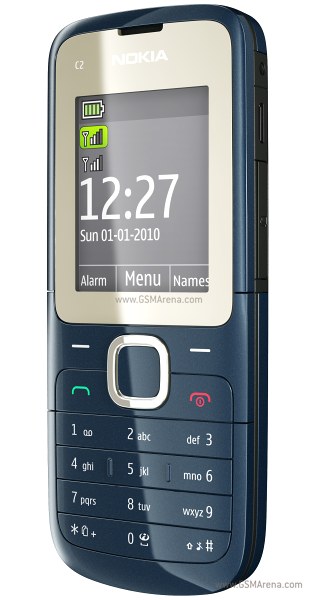 NOKIA
C2
12:27
Sun 01-01-2010
Alarm Menu Names
www.GSMArena.com
1 2 abc def 3
4 ghi 5 jkl mno 6
7 pqrs 8 tuv wxyz 9
* + 0 #
www.GSMArena.com